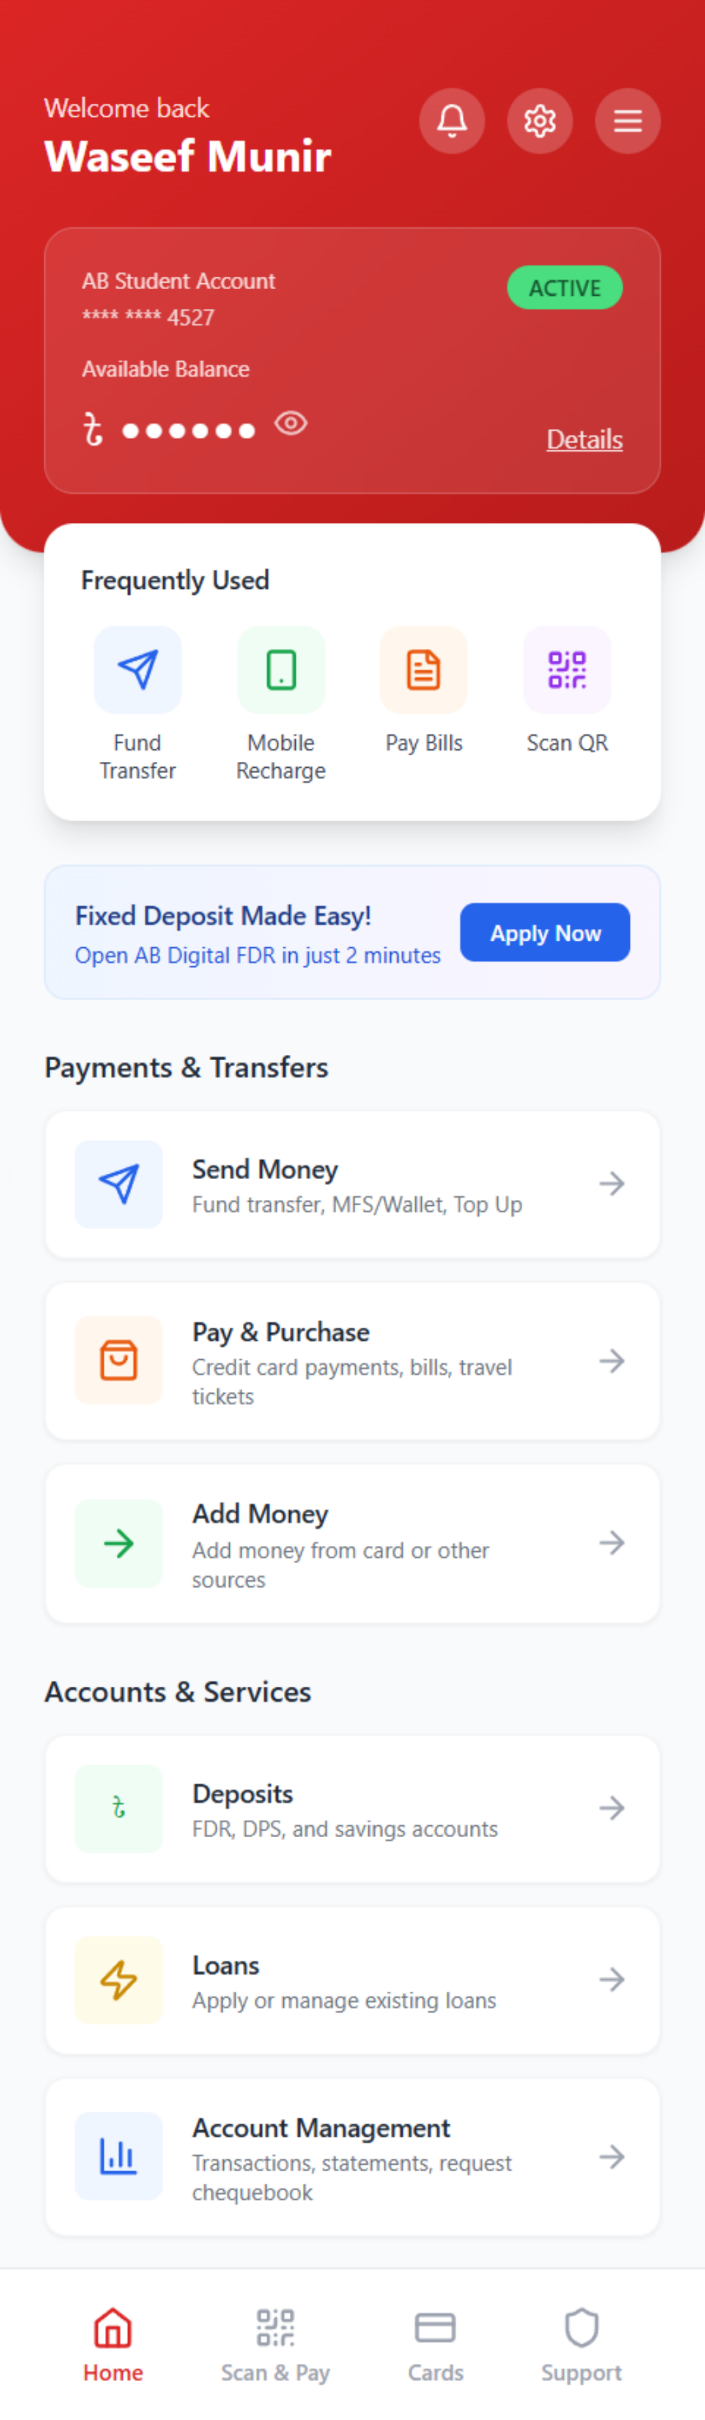 Welcome back
Waseef Munir
AB Student Account
ACTIVE
**** **** 4527
Available Balance
৳ ●●●●●●
Details
Frequently Used
Fund
Transfer
Mobile
Recharge
Pay Bills
Scan QR
Fixed Deposit Made Easy!
Open AB Digital FDR in just 2 minutes
Apply Now
Payments & Transfers
Send Money
Fund transfer, MFS/Wallet, Top Up
Pay & Purchase
Credit card payments, bills, travel
tickets
Add Money
Add money from card or other
sources
Accounts & Services
৳
Deposits
FDR, DPS, and savings accounts
Loans
Apply or manage existing loans
Account Management
Transactions, statements, request
chequebook
Home
Scan & Pay
Cards
Support